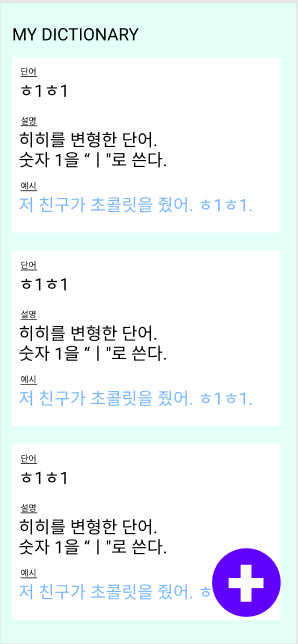 MY DICTIONARY
단어
ㅎ1ㅎ1
설명
히히를 변형한 단어.
숫자 1을 “ㅣ"로 쓴다.
예시
저 친구가 초콜릿을 줬어. ㅎ1ㅎ1.
단어
ㅎ1ㅎ1
설명
히히를 변형한 단어.
숫자 1을 “ㅣ"로 쓴다.
예시
저 친구가 초콜릿을 줬어. ㅎ1ㅎ1.
단어
ㅎ1ㅎ1
설명
히히를 변형한 단어.
숫자 1을 “ㅣ"로 쓴다.
예시
저 친구가 초콜릿을 줬어. ㅎ